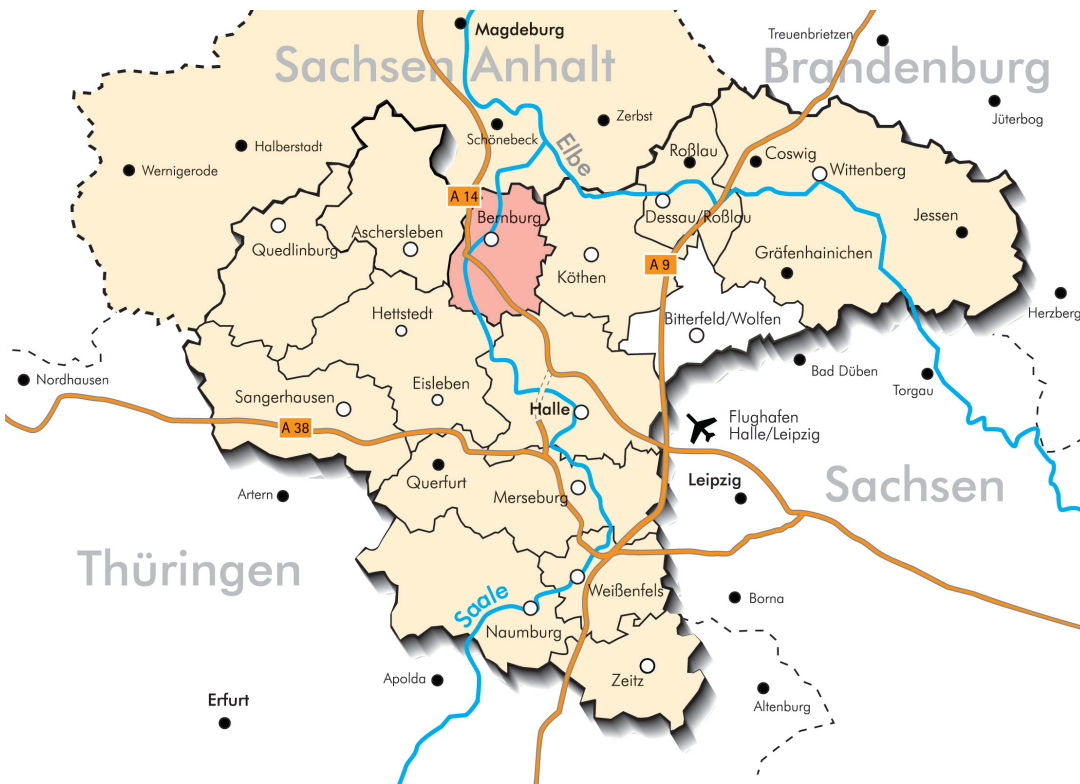 Magdeburg
Treuenbrietzen
Sachsen Anhalt
Brandenburg
Jüterbog
Zerbst
Schönebeck
Halberstadt
Elbe
Roßlau
Coswig
Wernigerode
Wittenberg
A 14
Bernburg
Dessau/Roßlau
Jessen
Aschersleben
Quedlinburg
Gräfenhainichen
A 9
Köthen
Hettstedt
Bitterfeld/Wolfen
Herzberg
Bad Düben
Nordhausen
Eisleben
Torgau
Sangerhausen
Halle
Flughafen
Halle/Leipzig
A 38
Querfurt
Leipzig
Sachsen
Artern
Merseburg
Thüringen
Weißenfels
Saale
Borna
Naumburg
Apolda
Zeitz
Erfurt
Altenburg